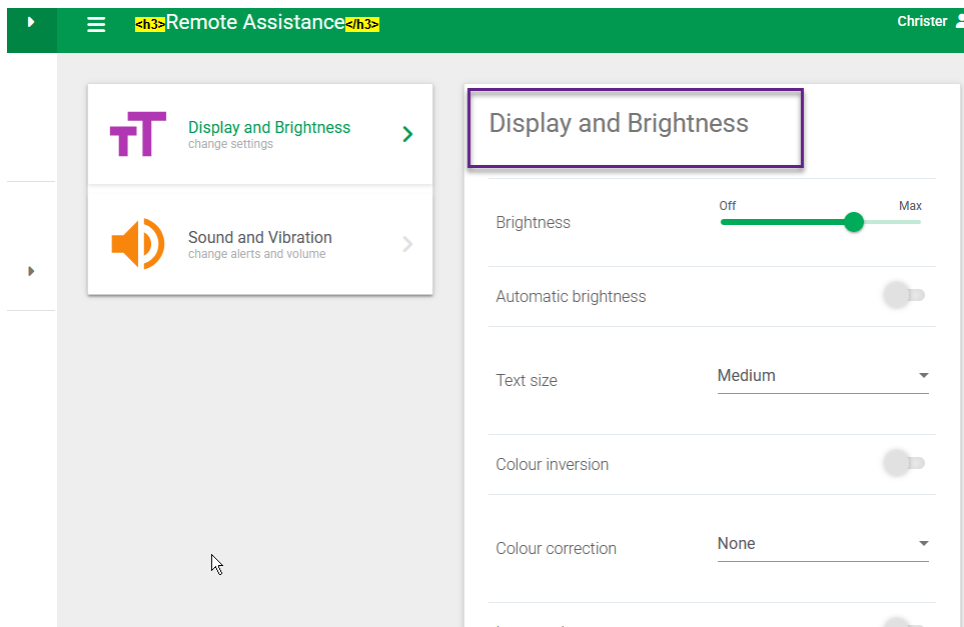 <h3>Remote Assistance</h3>
Christer
Display and Brightness
change settings
Sound and Vibration
change alerts and volume
Display and Brightness
Brightness
Off
Max
Automatic brightness
Text size
Medium
Colour inversion
Colour correction
None